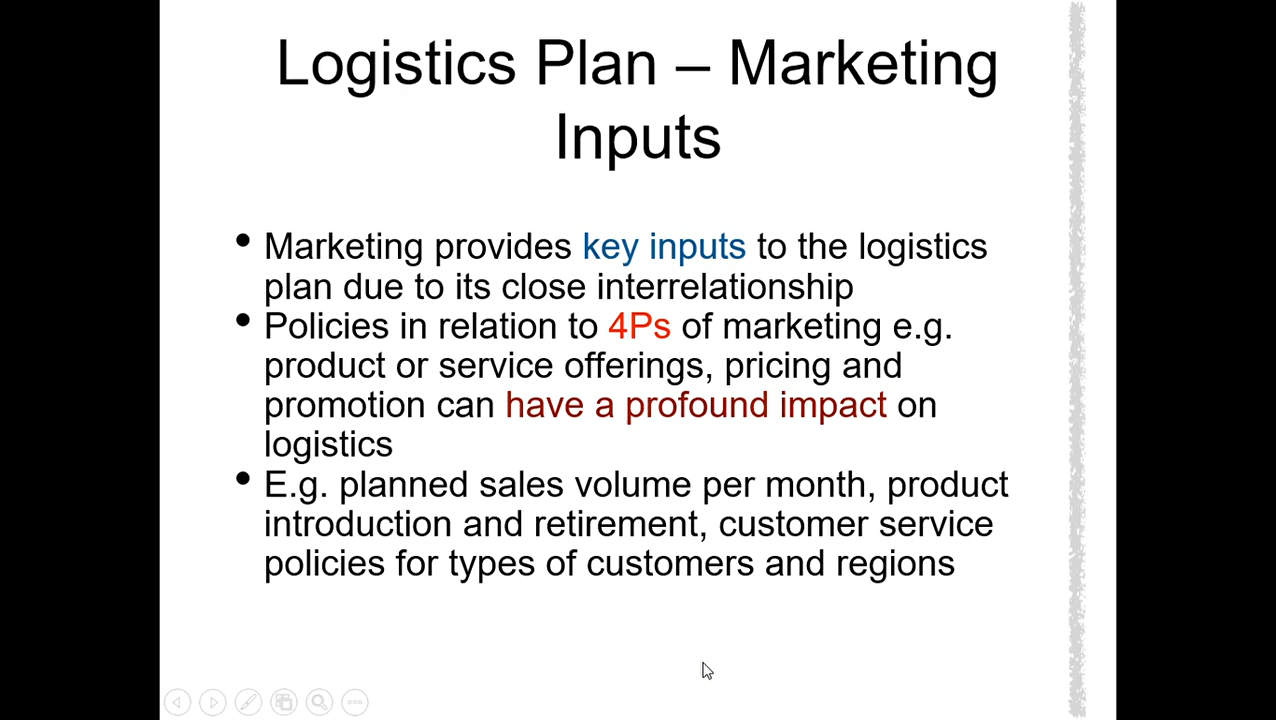 Logistics Plan – Marketing
Inputs
• Marketing provides key inputs to the logistics
plan due to its close interrelationship
• Policies in relation to 4Ps of marketing e.g.
product or service offerings, pricing and
promotion can have a profound impact on
logistics
• E.g. planned sales volume per month, product
introduction and retirement, customer service
policies for types of customers and regions